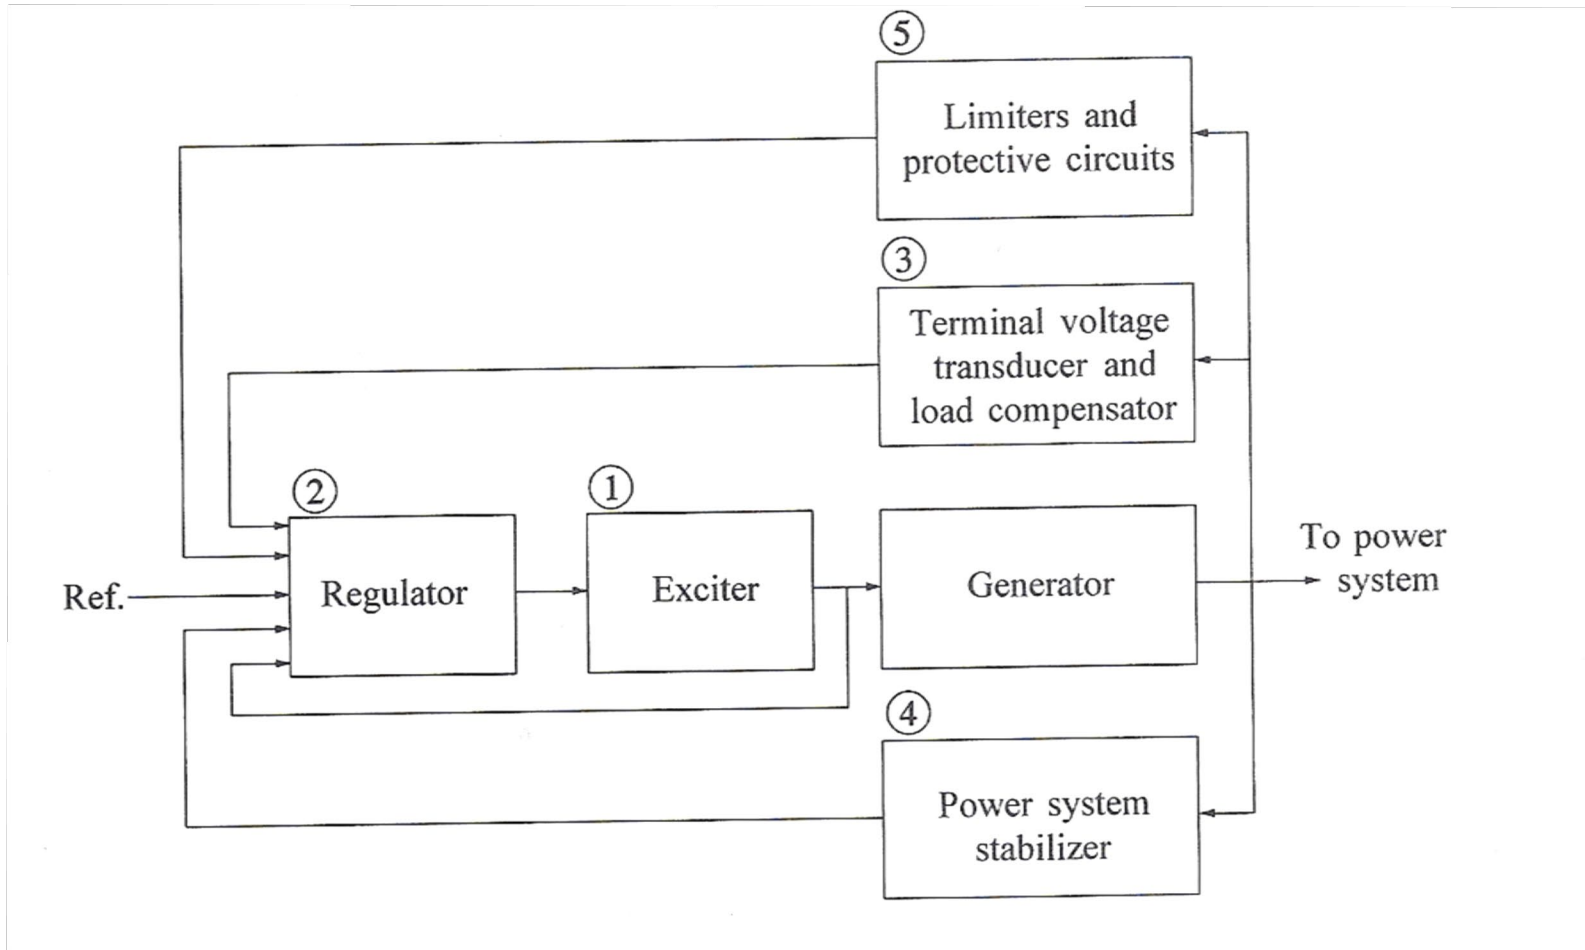 ⑤
Limiters and
protective circuits
③
Terminal voltage
transducer and
load compensator
②
①
Ref.
Regulator
Exciter
Generator
To power
system
④
Power system
stabilizer